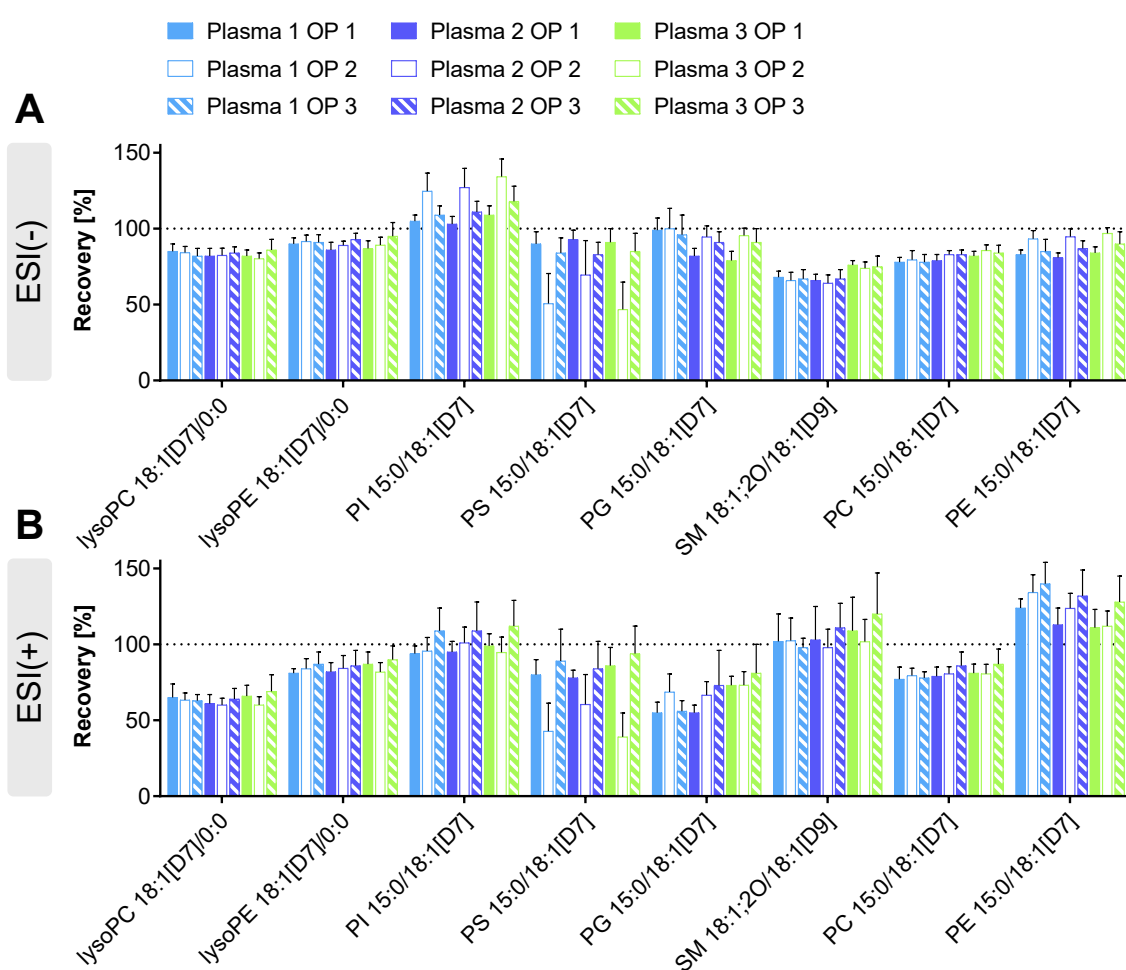 Plasma 1 OP 1 Plasma 2 OP 1 Plasma 3 OP 1
Plasma 1 OP 2 Plasma 2 OP 2 Plasma 3 OP 2
Plasma 1 OP 3 Plasma 2 OP 3 Plasma 3 OP 3
A
ESI(-)
Recovery [%]
150
100
50
0
lysoPC 18:1[D7]/0:0
lysoPE 18:1[D7]/0:0
PI 15:0/18:1[D7]
PS 15:0/18:1[D7]
PG 15:0/18:1[D7]
SM 18:1;2O/18:1[D9]
PC 15:0/18:1[D7]
PE 15:0/18:1[D7]
B
ESI(+)
Recovery [%]
150
100
50
0
lysoPC 18:1[D7]/0:0
lysoPE 18:1[D7]/0:0
PI 15:0/18:1[D7]
PS 15:0/18:1[D7]
PG 15:0/18:1[D7]
SM 18:1;2O/18:1[D9]
PC 15:0/18:1[D7]
PE 15:0/18:1[D7]